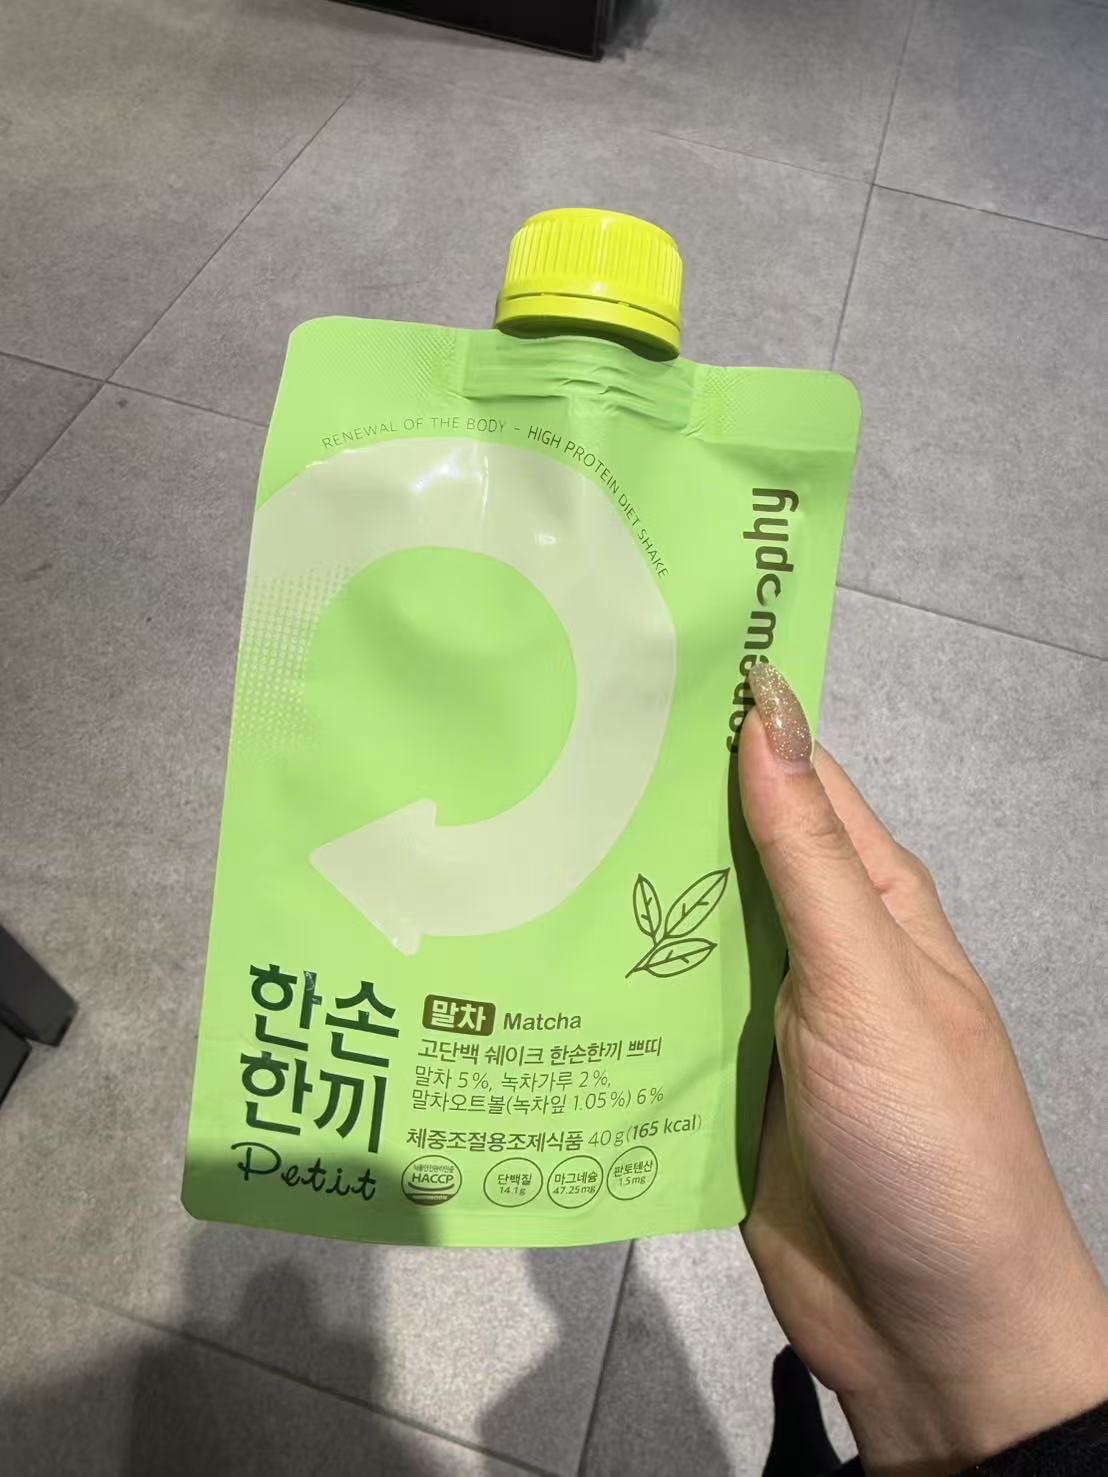 RENEWAL OF THE BODY - HIGH PROTEIN DIET SHAKE
한손
한끼
Petit
말차 Matcha
고단백 쉐이크 한손한끼 쁘띠
말차 5%, 녹차가루 2%,
말차오트볼(녹차잎 1.05%) 6%
체중조절용조제식품 40g(165 kcal)
HACCP
단백질
14.1g
마그네슘
47.25mg
판토텐산
1.5mg